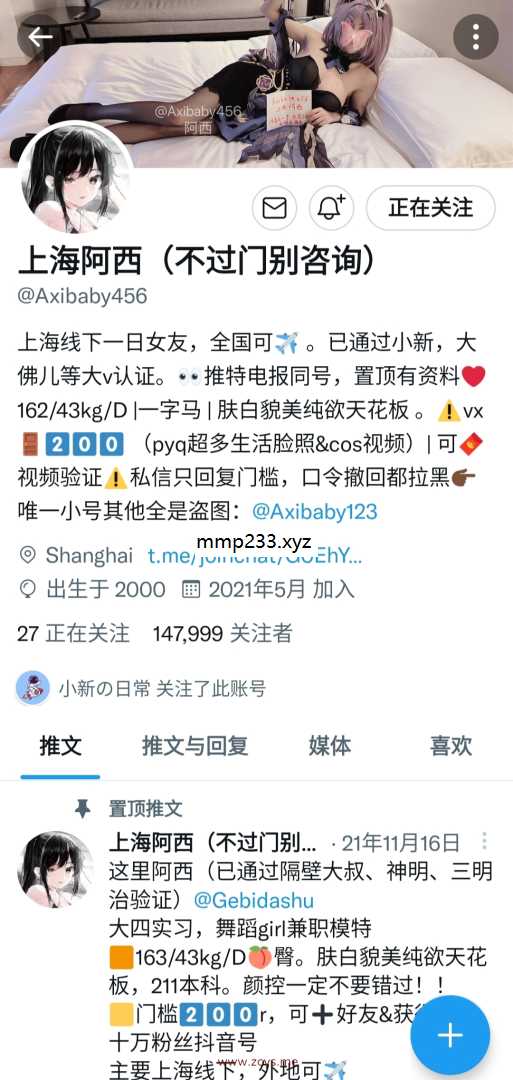 @Axibaby456
阿西
正在关注
上海阿西（不过门别咨询）
@Axibaby456
上海线下一日女友，全国可✈️ 。已通过小新，大
佛儿等大v认证。👀推特电报同号，置顶有资料❤️
162/43kg/D |一字马 | 肤白貌美纯欲天花板 。⚠️vx
🚪2️⃣0️⃣0️⃣ （pyq超多生活脸照&cos视频）| 可🧧
视频验证⚠️私信只回复门槛，口令撤回都拉黑👉🏾
唯一小号其他全是盗图：@Axibaby123
mmp233.xyz
Shanghai t.me/joinchat/
出生于 2000 2021年5月 加入
27 正在关注 147,999 关注者
小新の日常 关注了此账号
推文 推文与回复 媒体 喜欢
置顶推文
上海阿西（不过门别... · 21年11月16日
这里阿西（已通过隔壁大叔、神明、三明
治验证）@Gebidashu
大四实习，舞蹈girl兼职模特
🟧163/43kg/D🍑臀。肤白貌美纯欲天花
板，211本科。颜控一定不要错过！！
🟨门槛2️⃣0️⃣0️⃣r，可➕好友&获
十万粉丝抖音号
www.zoys.me
主要上海线下，外地可✈️